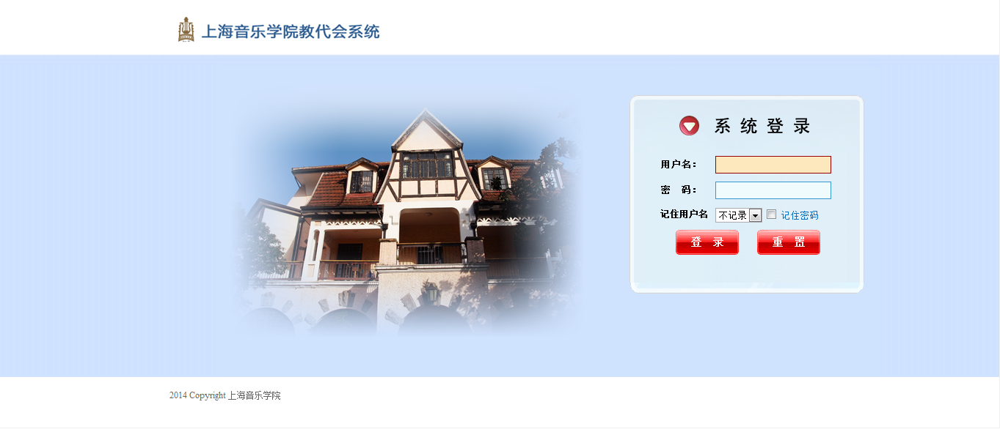 上海音乐学院教代会系统
系统登录
用户名：
密 码：
记住用户名 不记录 记住密码
登 录 重 置
2014 Copyright 上海音乐学院